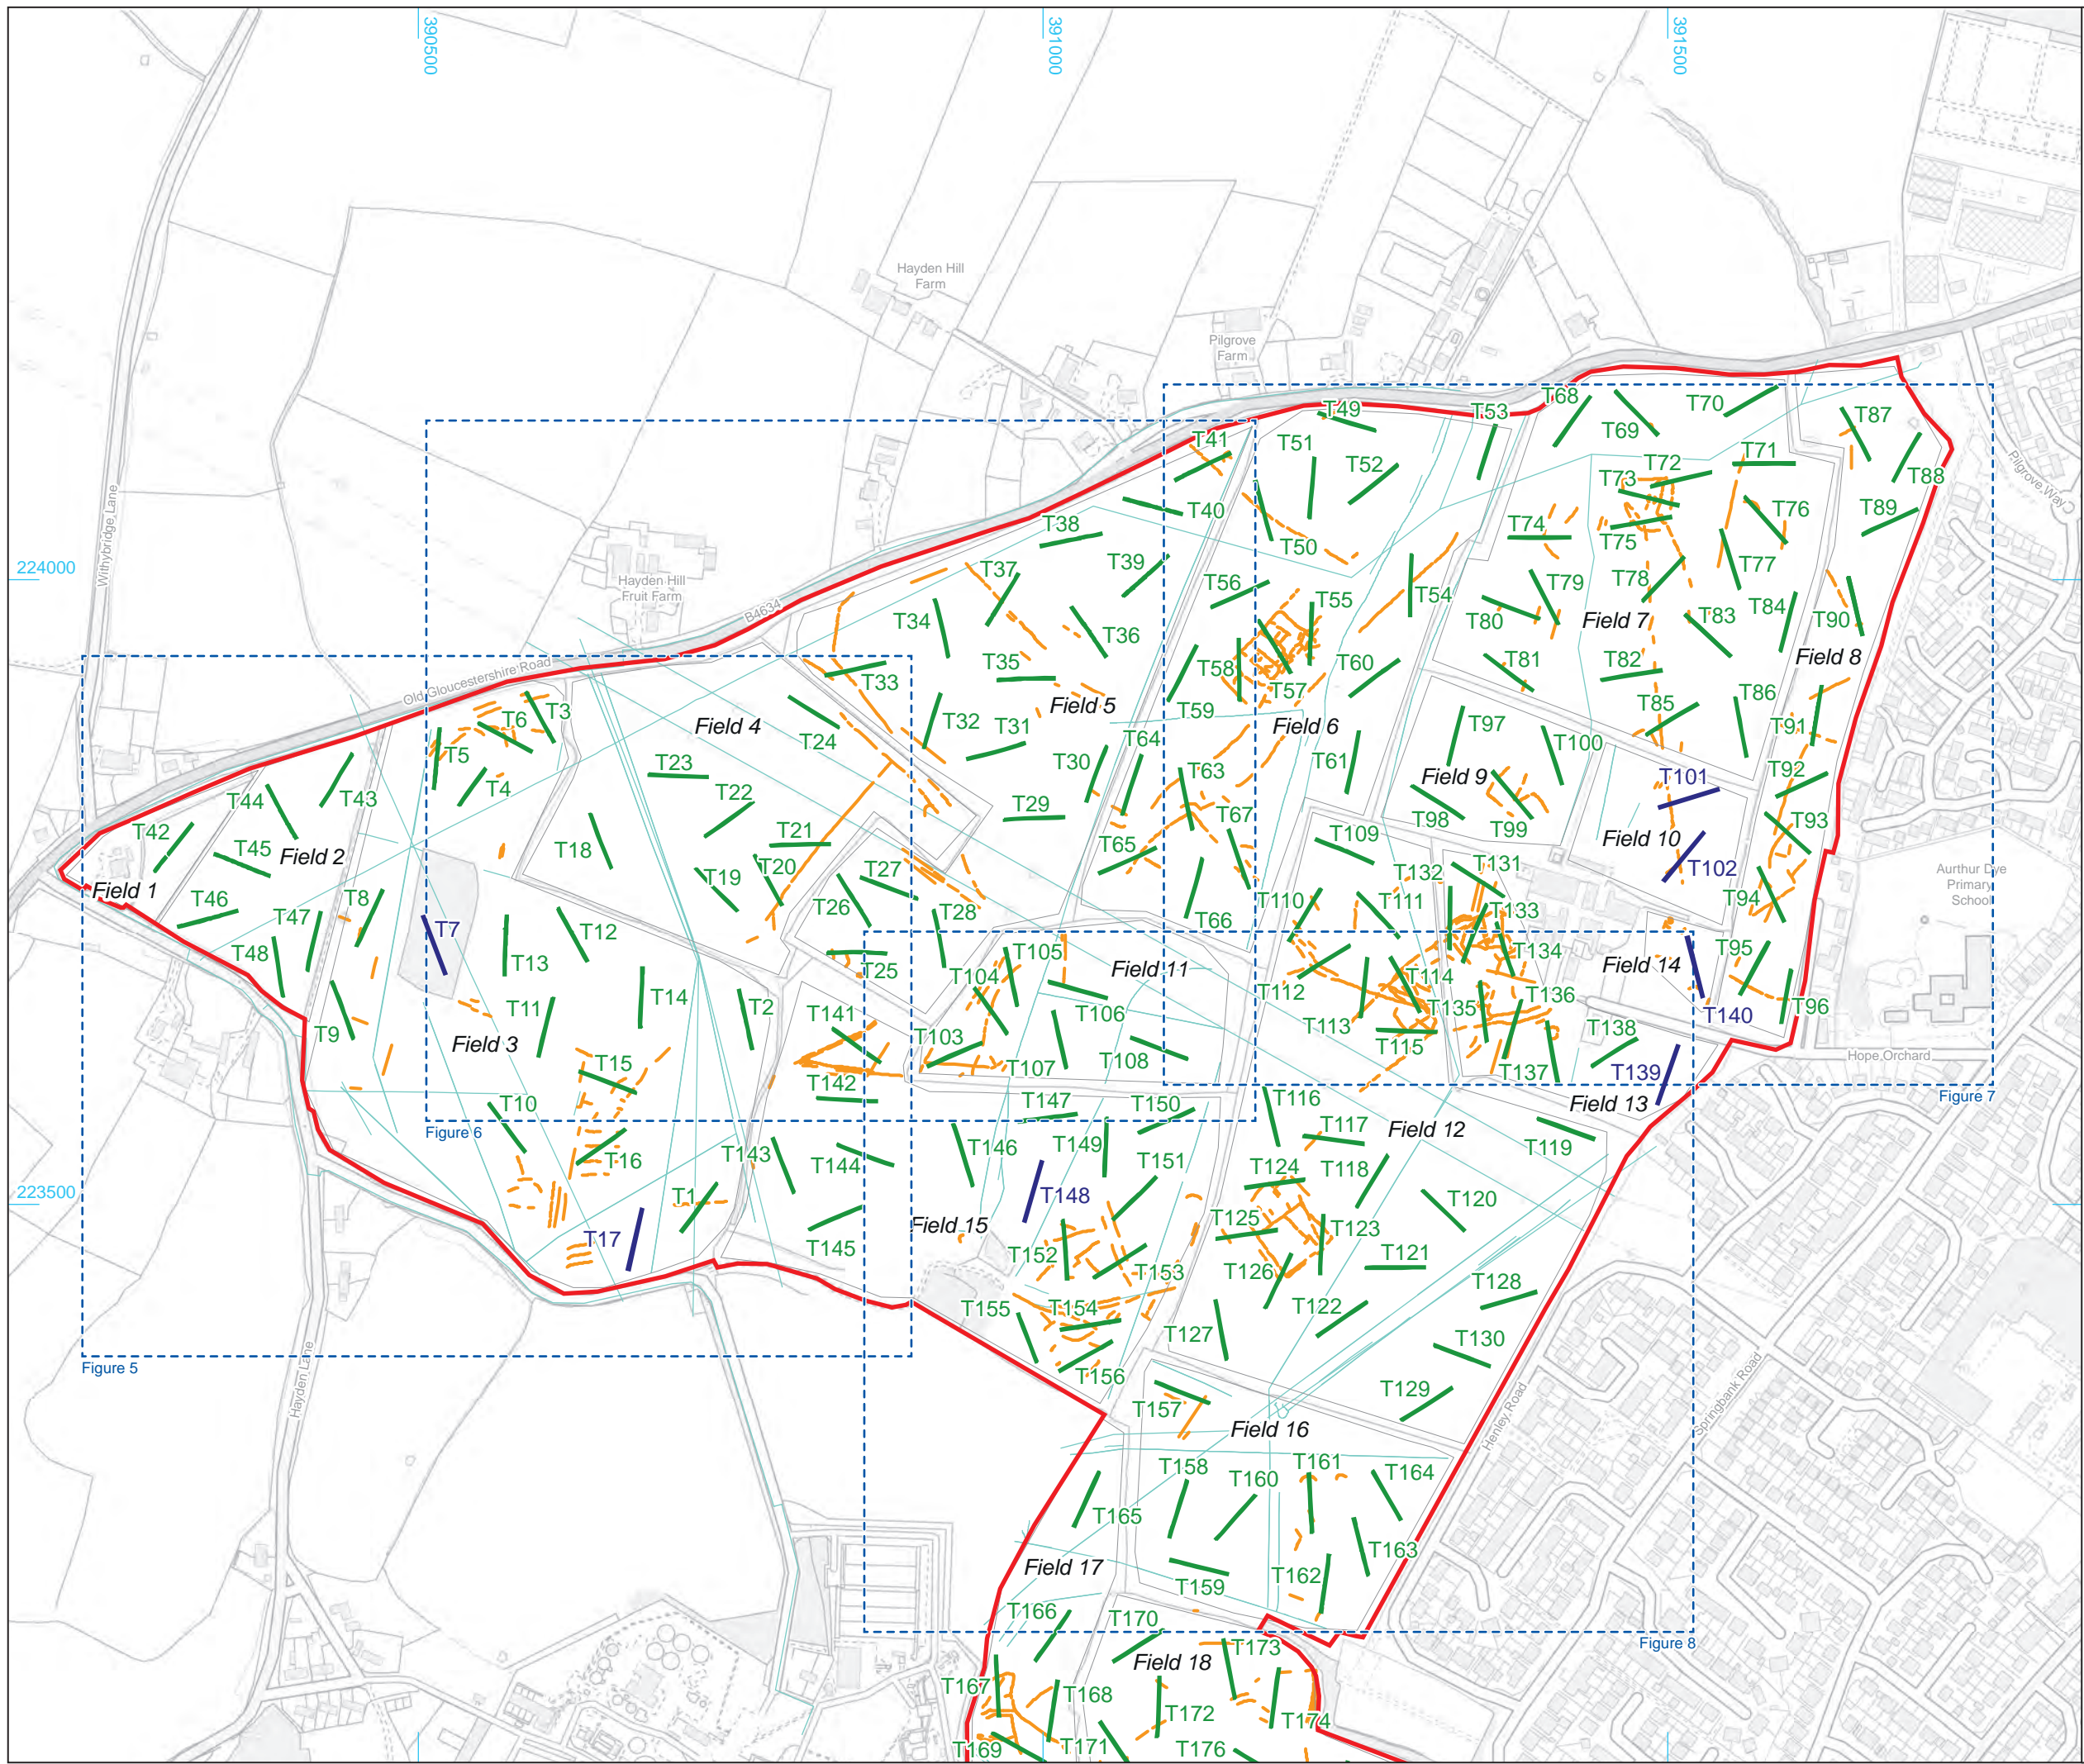 390500
391000
391500
Hayden Hill
Farm
Pilgrove
Farm
Pilgrove Way
Withybridge Lane
224000
Hayden Hill
Fruit Farm
B4634
Old Gloucestershire Road
T49
T53
T68
T70
T87
T41
T51
T69
T71
T52
T72
T73
T88
T40
T76
T89
T38
T74
T50
T75
T39
T77
T37
T56
T78
T79
T55
T54
T84
T83
T90
T34
T80
Field 7
T36
T35
T58
T60
T81
T82
Field 8
T33
T57
Field 5
T59
T85
T86
T3
T6
Field 4
T32
T31
Field 6
T97
T91
T24
T64
T100
T5
T23
T30
T63
T61
Field 9
T101
T92
T4
T22
T44
T43
T29
T67
T98
T99
T93
T42
T21
T109
Field 10
T45
Field 2
T18
T65
T132
T131
T102
Aurthur Dye
Primary
School
T20
T27
T19
Field 1
T46
T8
T26
T28
T110
T111
T94
T47
T133
T7
T12
T66
T48
T105
T134
T95
T13
T25
T104
Field 11
T114
Field 14
T11
T14
T2
T112
T135
T136
T96
T141
T106
T113
T140
T9
Field 3
T103
T138
T115
T15
T107
T108
T137
T139
Hope Orchard
T142
T10
T147
T150
T116
Field 13
Figure 7
Figure 6
T117
Field 12
T143
T146
T149
T119
T16
T144
T151
T124
T118
223500
T1
T148
T120
Field 15
T125
T123
T17
T145
T152
T121
T153
T126
T128
T155
T154
T122
T127
T130
Figure 5
T156
Hayden Lane
T129
T157
Henley Road
Springbank Road
Field 16
T158
T160
T161
T164
T165
T163
Field 17
T159
T162
T166
T170
Figure 8
T173
Field 18
T167
T168
T172
T174
T169
T171
T176